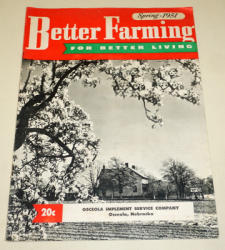 Spring - 1951
Better Farming
FOR BETTER LIVING
20c
OSCEOLA IMPLEMENT SERVICE COMPANY
Osceola, Nebraska